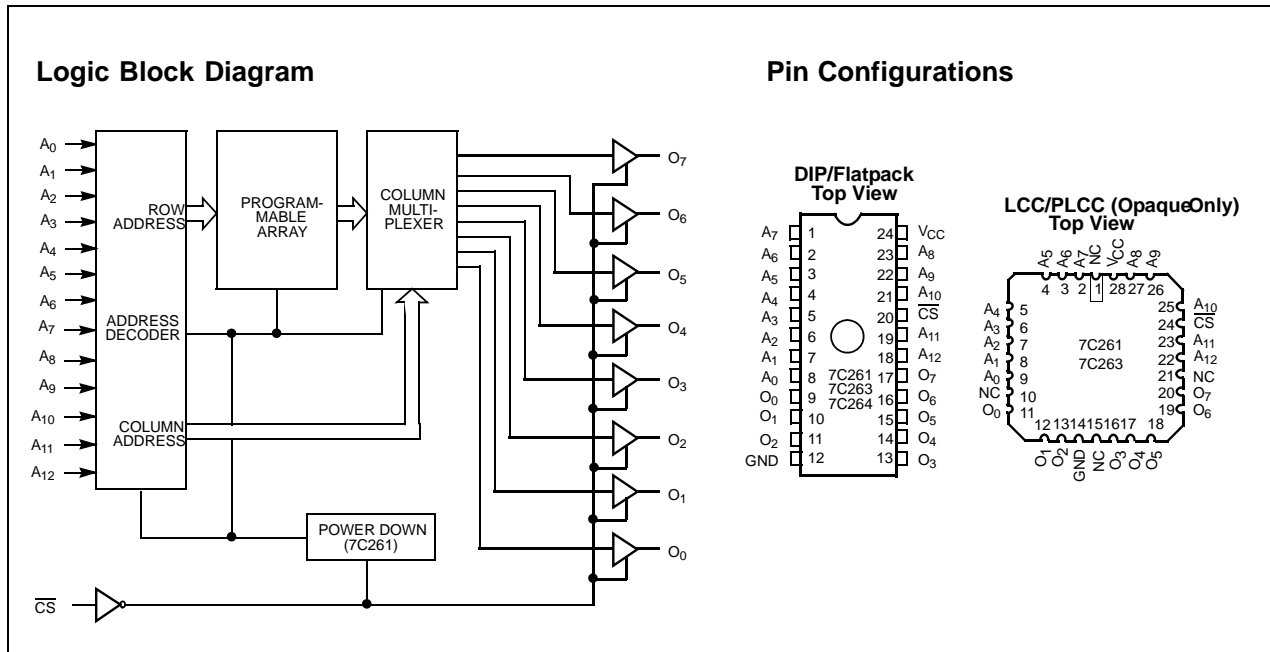 Logic Block Diagram
A0
A1
A2
A3
A4
A5
A6
A7
A8
A9
A10
A11
A12
ROW
ADDRESS
ADDRESS
DECODER
COLUMN
ADDRESS
PROGRAM-
MABLE
ARRAY
COLUMN
MULTI-
PLEXER
POWER DOWN
(7C261)
CS
O7
O6
O5
O4
O3
O2
O1
O0
Pin Configurations
DIP/Flatpack
Top View
A7 1 24 VCC
A6 2 23 A8
A5 3 22 A9
A4 4 21 A10
A3 5 20 CS
A2 6 19 A11
A1 7 18 A12
A0 8 7C261 17 O7
O0 9 7C263 16 O6
O1 10 7C264 15 O5
O2 11 14 O4
GND 12 13 O3
LCC/PLCC (OpaqueOnly)
Top View
A5 A6 A7 NC VCC A8 A9
4 3 2 1 28 27 26
A4 5 25 A10
A3 6 24 CS
A2 7 7C261 23 A11
A1 8 7C263 22 A12
A0 9 21 NC
NC 10 20 O7
O0 11 19 O6
12 13 14 15 16 17 18
O1 O2 GND NC O3 O4 O5